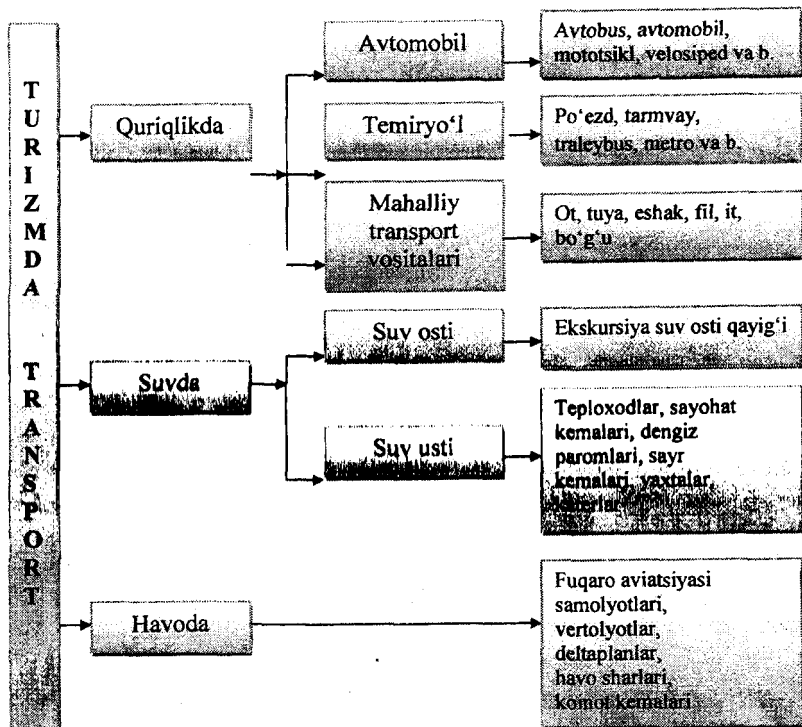 TURIZMDA TRANSPORT
Quriqlikda
Avtomobil
Avtobus, avtomobil,
mototsikl, velosiped va b.
Temiryo‘l
Po‘ezd, tarmvay,
traleybus, metro va b.
Mahalliy
transport
vositalari
Ot, tuya, eshak, fil, it,
bo‘g‘u
Suvda
Suv osti
Ekskursiya suv osti qayig‘i
Suv usti
Teploxodlar, sayohat
kemalari, dengiz
paromlari, sayr
kemalari, yaxtalar,
Havoda
Fuqaro aviatsiyasi
samolyotlari,
vertolyotlar,
deltaplanlar,
havo sharlari,
kemalari